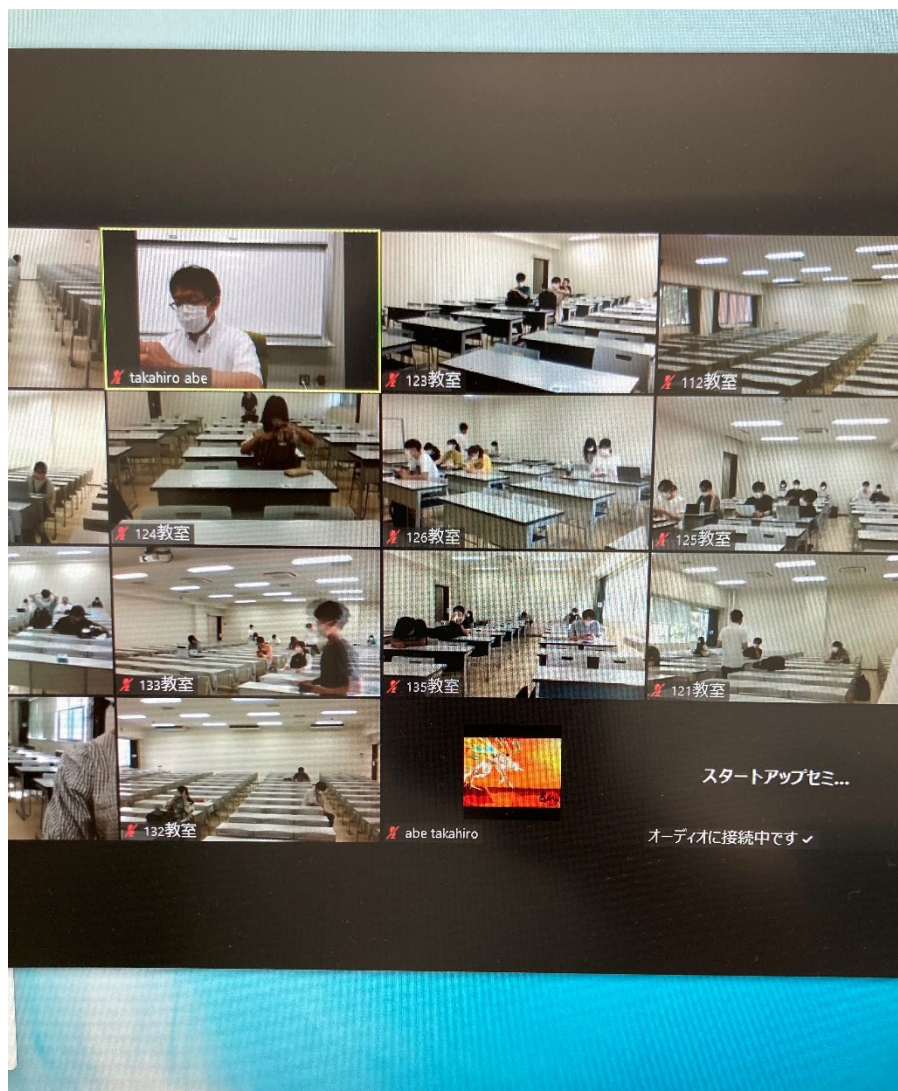 takahiro abe
123教室
112教室
124教室
126教室
125教室
133教室
135教室
121教室
スタートアップセミ...
132教室
abe takahiro
オーディオに接続中です